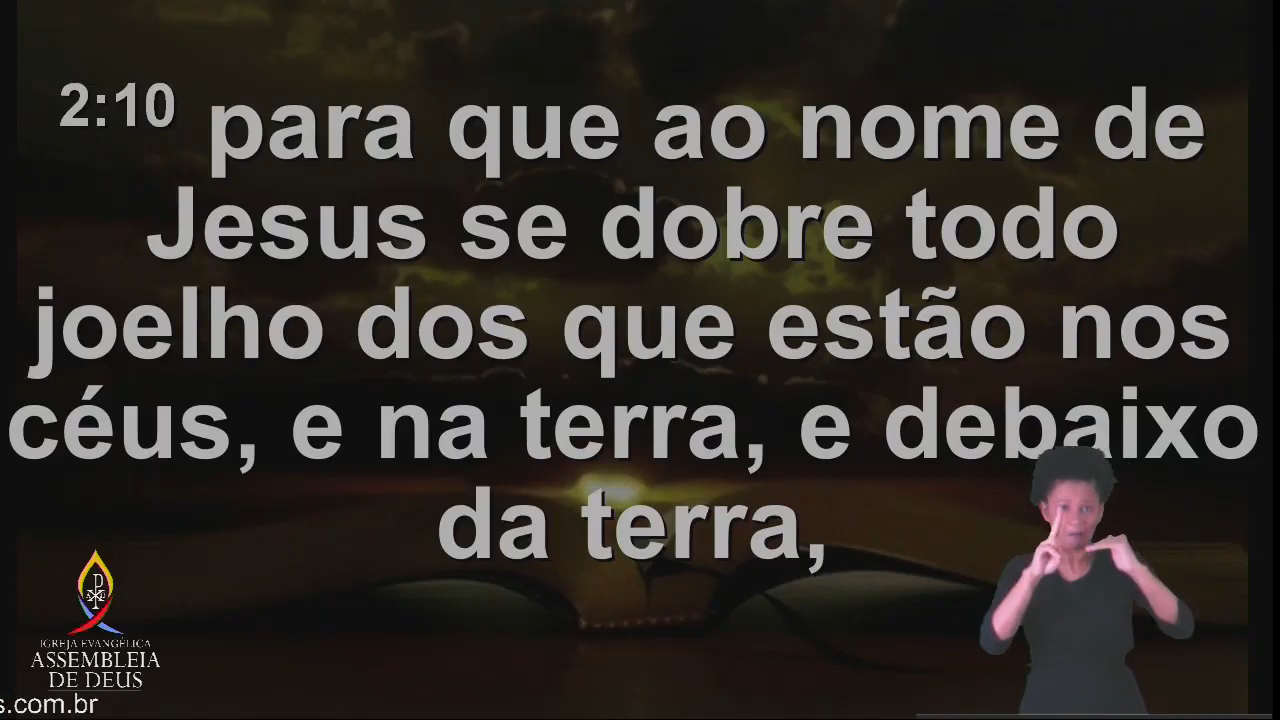 2:10 para que ao nome de
Jesus se dobre todo
joelho dos que estão nos
céus, e na terra, e debaixo
da terra,
IGREJA EVANGÉLICA
ASSEMBLEIA
DE DEUS
s.com.br